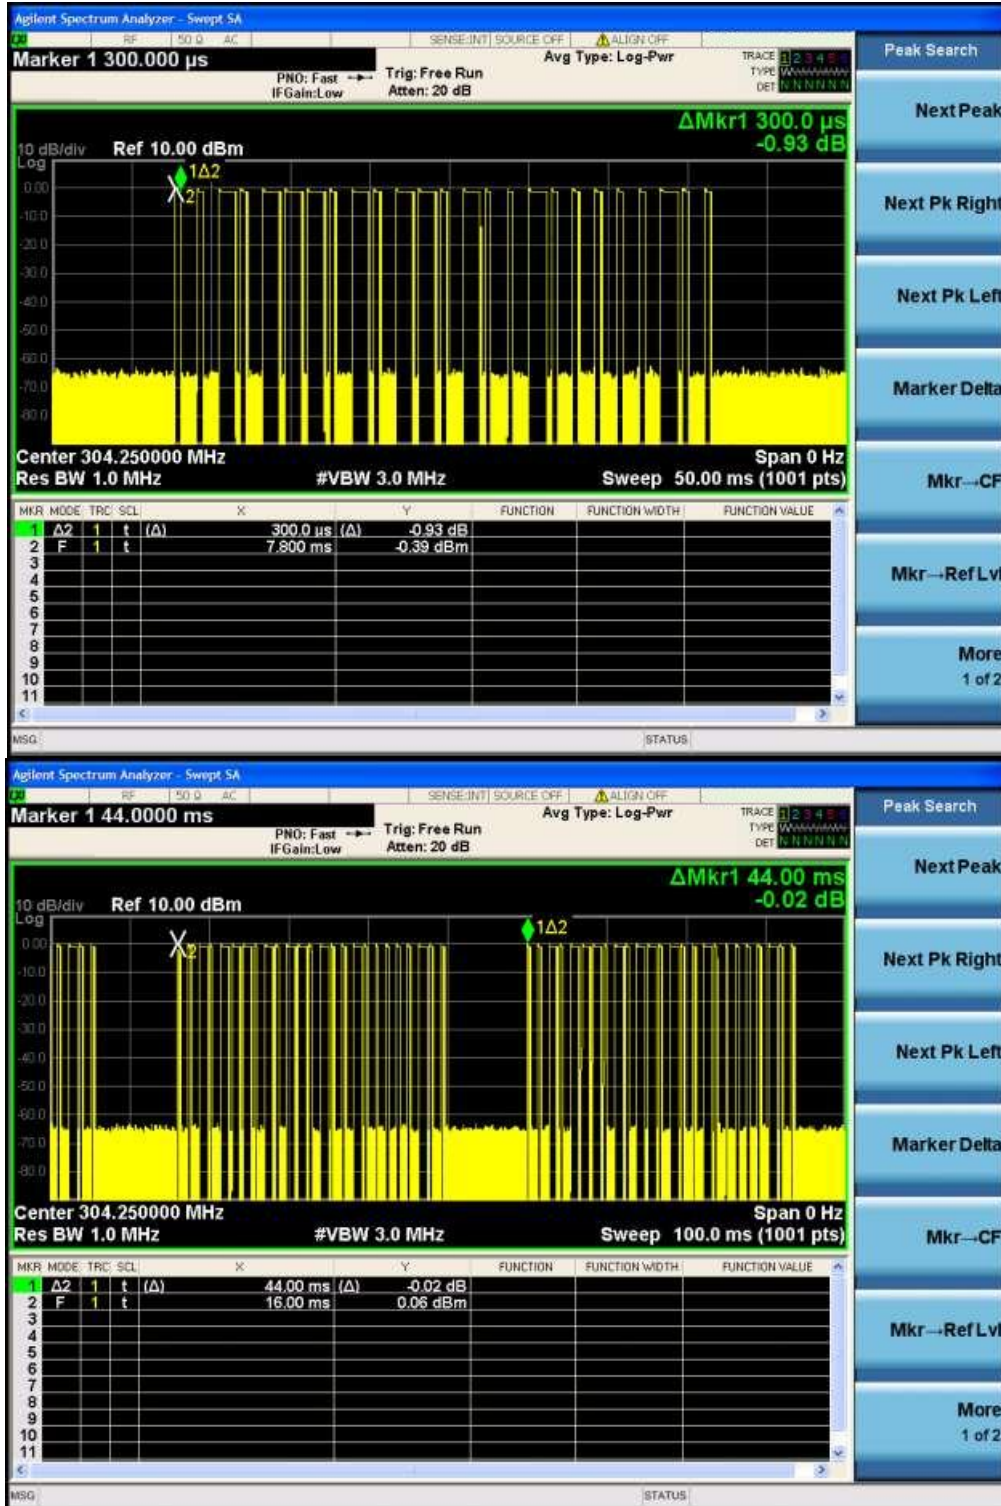 Agilent Spectrum Analyzer - Swept SA
RF 50 Ω AC SENSE:INT SOURCE OFF ALIGN OFF
Marker 1 300.000 µs Avg Type: Log-Pwr TRACE 1 2 3 4 5 6
PNO: Fast Trig: Free Run TYPE
IFGain:Low Atten: 20 dB DET N N N N N N
Peak Search
Next Peak
Next Pk Right
Next Pk Left
Marker Delta
Mkr→CF
Mkr→Ref Lvl
More
1 of 2
ΔMkr1 300.0 µs
10 dB/div Ref 10.00 dBm -0.93 dB
Log
1Δ2
2
0.00
-10.0
-20.0
-30.0
-40.0
-50.0
-60.0
-70.0
-80.0
Center 304.250000 MHz Span 0 Hz
Res BW 1.0 MHz #VBW 3.0 MHz Sweep 50.00 ms (1001 pts)
MKR MODE TRC SCL X Y FUNCTION FUNCTION WIDTH FUNCTION VALUE
1 Δ2 1 t (Δ) 300.0 µs (Δ) -0.93 dB
2 F 1 t 7.800 ms -0.39 dBm
3
4
5
6
7
8
9
10
11
MSG STATUS
Agilent Spectrum Analyzer - Swept SA
RF 50 Ω AC SENSE:INT SOURCE OFF ALIGN OFF
Marker 1 44.0000 ms Avg Type: Log-Pwr TRACE 1 2 3 4 5 6
PNO: Fast Trig: Free Run TYPE
IFGain:Low Atten: 20 dB DET N N N N N N
Peak Search
Next Peak
Next Pk Right
Next Pk Left
Marker Delta
Mkr→CF
Mkr→Ref Lvl
More
1 of 2
ΔMkr1 44.00 ms
10 dB/div Ref 10.00 dBm -0.02 dB
Log
1Δ2
2
0.00
-10.0
-20.0
-30.0
-40.0
-50.0
-60.0
-70.0
-80.0
Center 304.250000 MHz Span 0 Hz
Res BW 1.0 MHz #VBW 3.0 MHz Sweep 100.0 ms (1001 pts)
MKR MODE TRC SCL X Y FUNCTION FUNCTION WIDTH FUNCTION VALUE
1 Δ2 1 t (Δ) 44.00 ms (Δ) -0.02 dB
2 F 1 t 16.00 ms 0.06 dBm
3
4
5
6
7
8
9
10
11
MSG STATUS